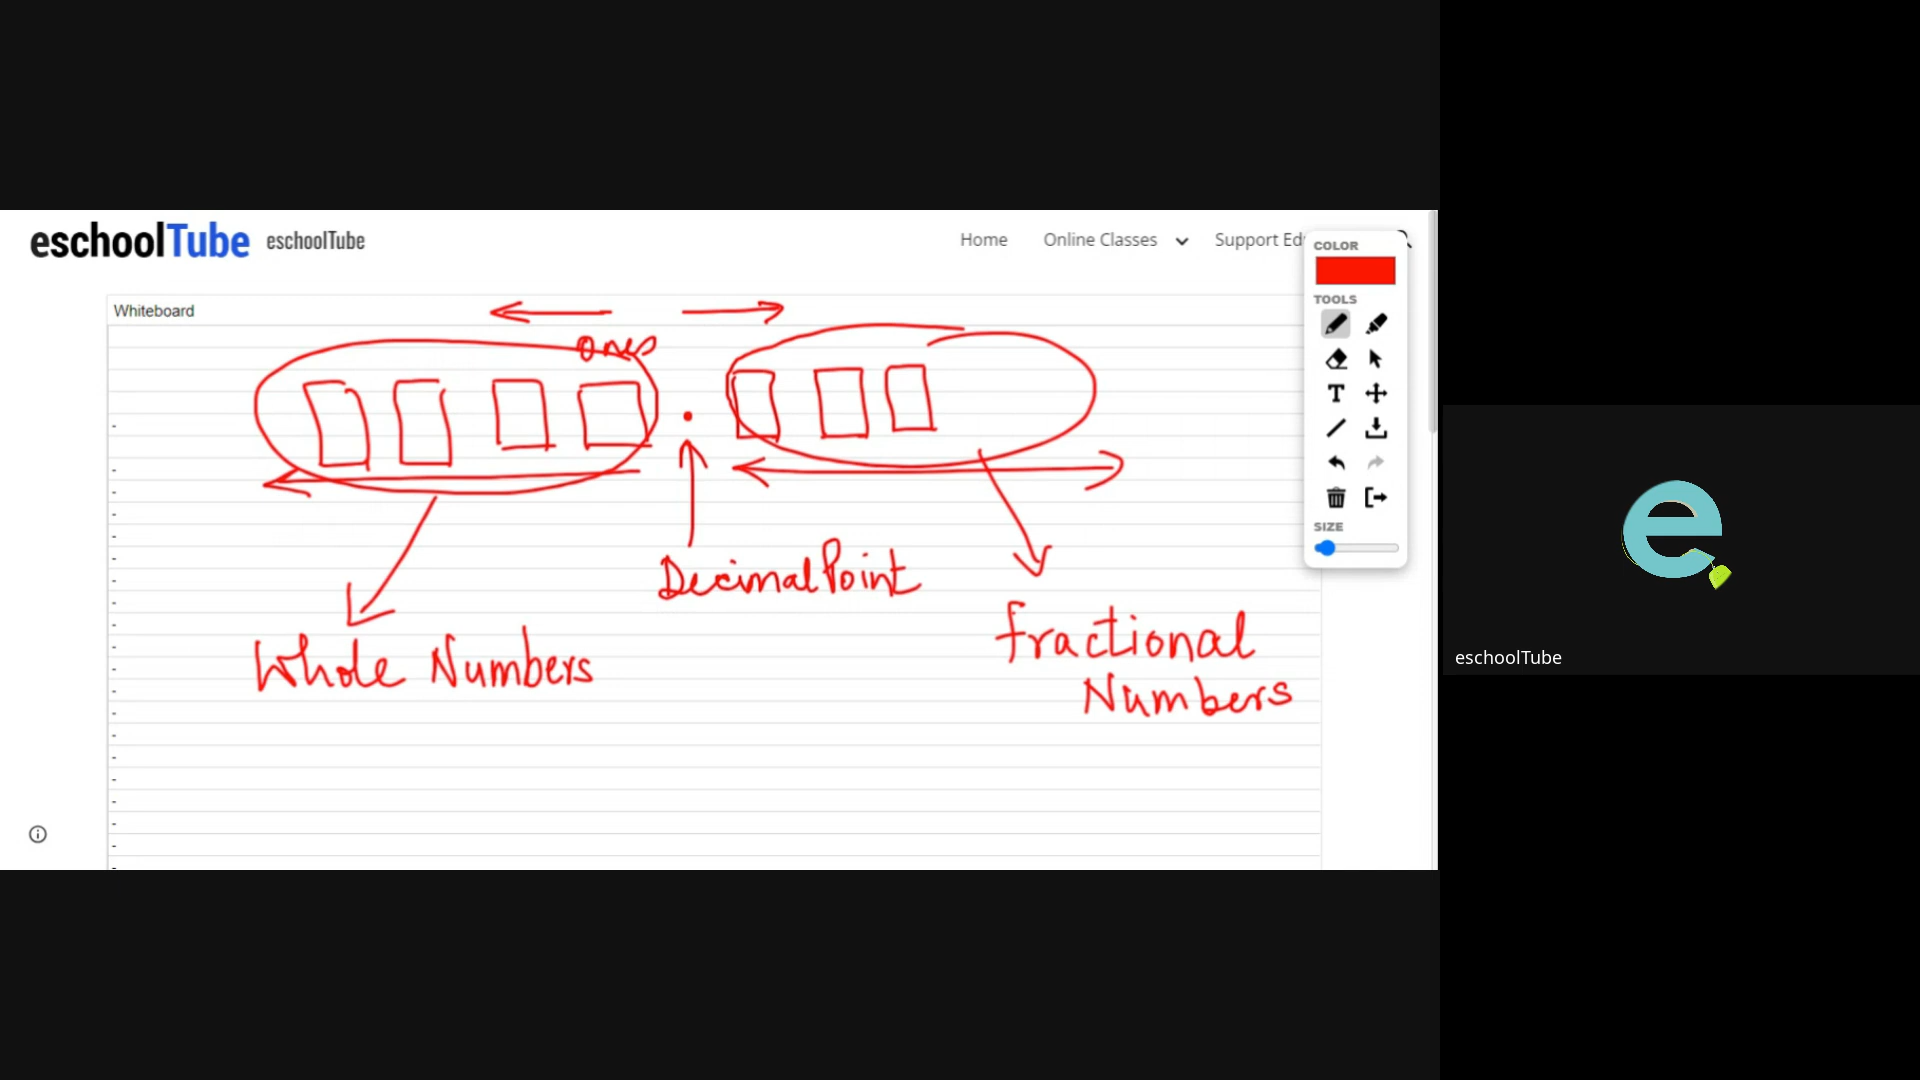 eschoolTube eschoolTube
Home Online Classes Support Ed
COLOR
TOOLS
T
SIZE
Whiteboard
ones
Decimal Point
Whole Numbers
fractional
Numbers
eschoolTube